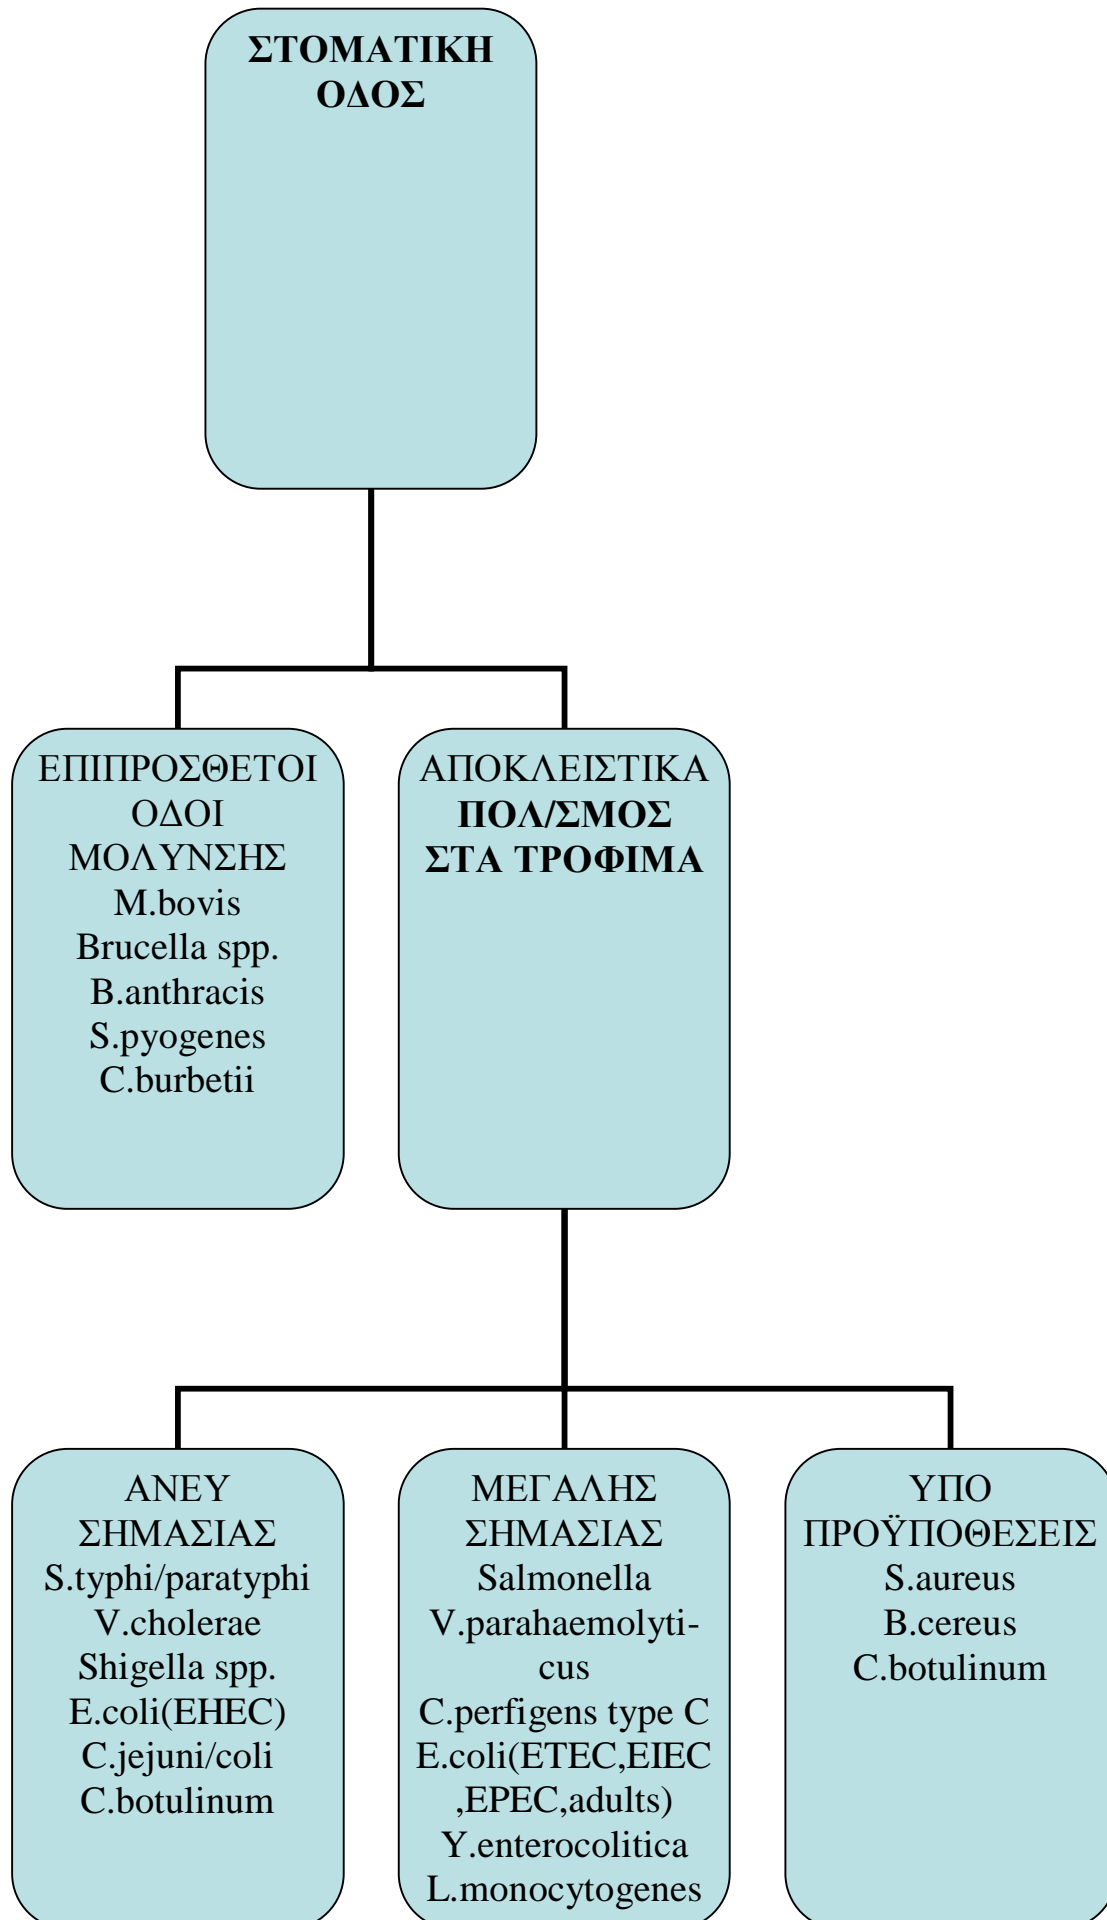 ΣΤΟΜΑΤΙΚΗ
ΟΔΟΣ
ΕΠΙΠΡΟΣΘΕΤΟΙ
ΟΔΟΙ
ΜΟΛΥΝΣΗΣ
M.bovis
Brucella spp.
B.anthracis
S.pyogenes
C.burbetii
ΑΠΟΚΛΕΙΣΤΙΚΑ
ΠΟΛ/ΣΜΟΣ
ΣΤΑ ΤΡΟΦΙΜΑ
ΑΝΕΥ
ΣΗΜΑΣΙΑΣ
S.typhi/paratyphi
V.cholerae
Shigella spp.
E.coli(EHEC)
C.jejuni/coli
C.botulinum
ΜΕΓΑΛΗΣ
ΣΗΜΑΣΙΑΣ
Salmonella
V.parahaemolyti-
cus
C.perfigens type C
E.coli(ETEC,EIEC
,EPEC,adults)
Y.enterocolitica
L.monocytogenes
ΥΠΟ
ΠΡΟΫΠΟΘΕΣΕΙΣ
S.aureus
B.cereus
C.botulinum